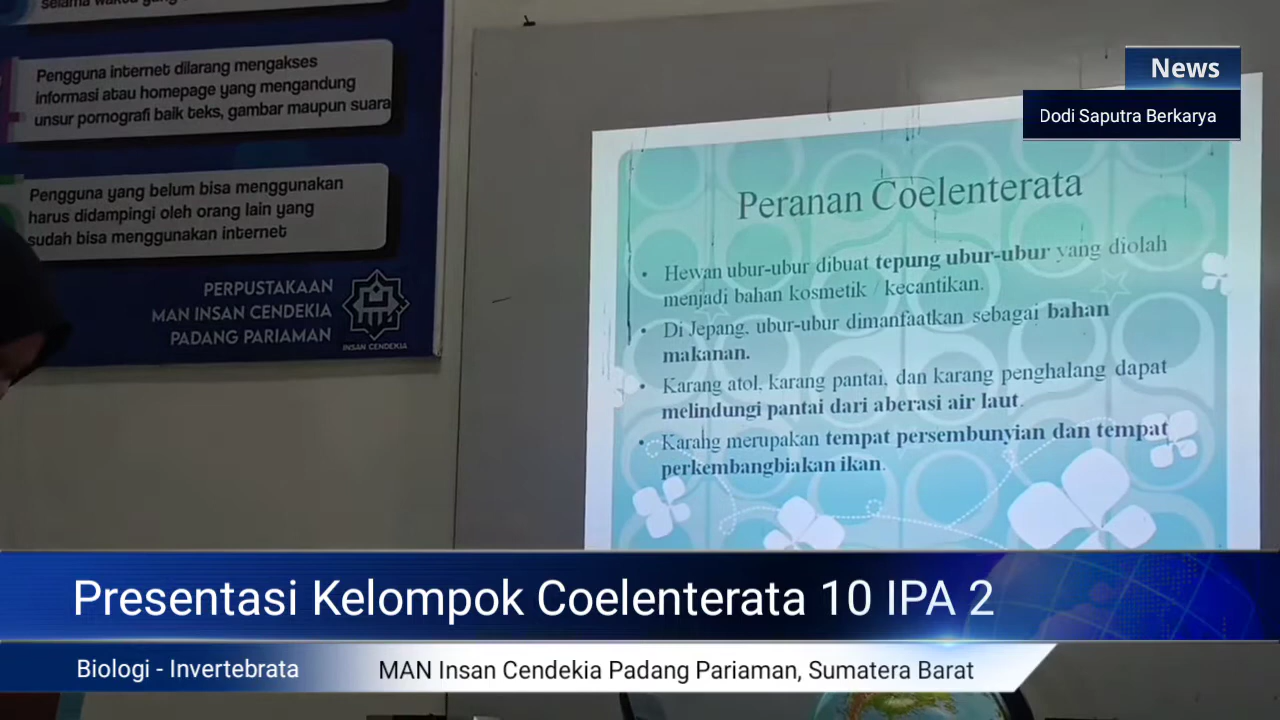 Pengguna internet dilarang mengakses
informasi atau homepage yang mengandung
unsur pornografi baik teks, gambar maupun suara
Pengguna yang belum bisa menggunakan
harus didampingi oleh orang lain yang
sudah bisa menggunakan internet
PERPUSTAKAAN
MAN INSAN CENDEKIA
PADANG PARIAMAN
INSAN CENDEKIA
News
Dodi Saputra Berkarya
Peranan Coelenterata
• Hewan ubur-ubur dibuat tepung ubur-ubur yang diolah
menjadi bahan kosmetik / kecantikan.
• Di Jepang, ubur-ubur dimanfaatkan sebagai bahan
makanan.
• Karang atol, karang pantai, dan karang penghalang dapat
melindungi pantai dari aberasi air laut.
• Karang merupakan tempat persembunyian dan tempat
perkembangbiakan ikan.
Presentasi Kelompok Coelenterata 10 IPA 2
Biologi - Invertebrata
MAN Insan Cendekia Padang Pariaman, Sumatera Barat